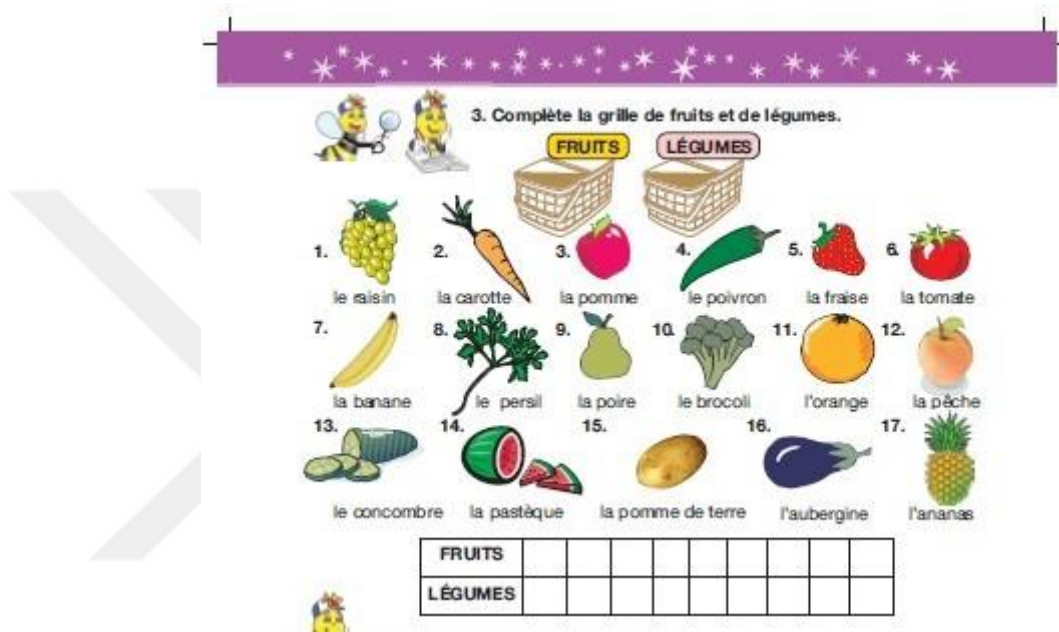 3. Complète la grille de fruits et de légumes.
FRUITS LÉGUMES
1. 2. 3. 4. 5. 6.
le raisin la carotte la pomme le poivron la fraise la tomate
7. 8. 9. 10. 11. 12.
la banane le persil la poire le brocoli l'orange la pêche
13. 14. 15. 16. 17.
le concombre la pastèque la pomme de terre l'aubergine l'ananas
FRUITS
LÉGUMES